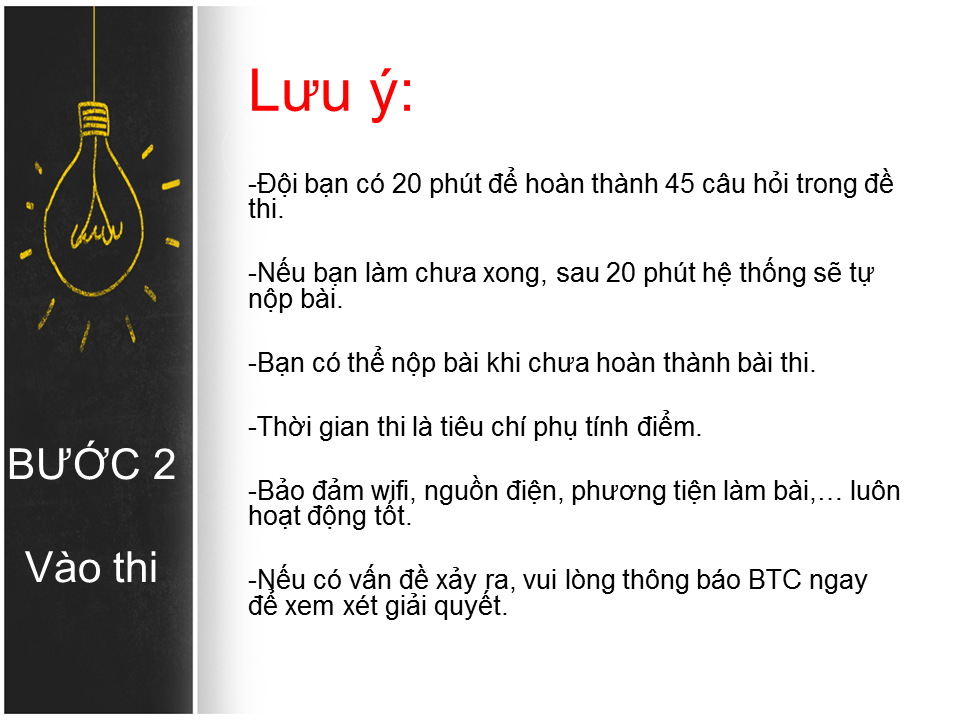 Lưu ý:
-Đội bạn có 20 phút để hoàn thành 45 câu hỏi trong đề
thi.
-Nếu bạn làm chưa xong, sau 20 phút hệ thống sẽ tự
nộp bài.
-Bạn có thể nộp bài khi chưa hoàn thành bài thi.
-Thời gian thi là tiêu chí phụ tính điểm.
-Bảo đảm wifi, nguồn điện, phương tiện làm bài,… luôn
hoạt động tốt.
-Nếu có vấn đề xảy ra, vui lòng thông báo BTC ngay
để xem xét giải quyết.
BƯỚC 2
Vào thi